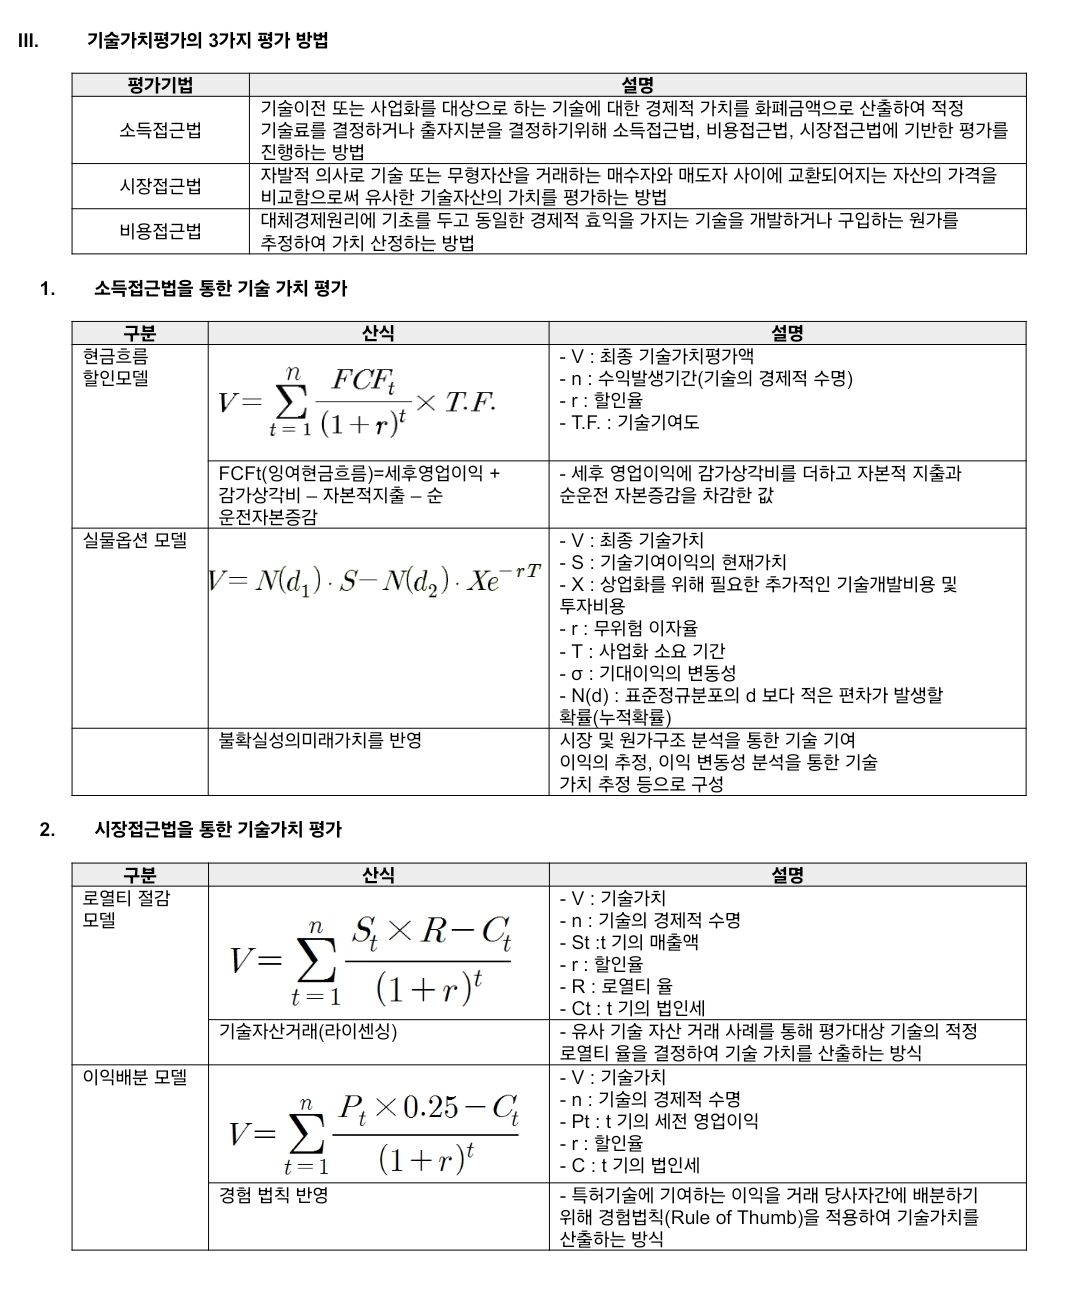 III. 기술가치평가의 3가지 평가 방법
평가기법 설명
소득접근법
기술이전 또는 사업화를 대상으로 하는 기술에 대한 경제적 가치를 화폐금액으로 산출하여 적정
기술료를 결정하거나 출자지분을 결정하기위해 소득접근법, 비용접근법, 시장접근법에 기반한 평가를
진행하는 방법
시장접근법
자발적 의사로 기술 또는 무형자산을 거래하는 매수자와 매도자 사이에 교환되어지는 자산의 가격을
비교함으로써 유사한 기술자산의 가치를 평가하는 방법
비용접근법
대체경제원리에 기초를 두고 동일한 경제적 효익을 가지는 기술을 개발하거나 구입하는 원가를
추정하여 가치 산정하는 방법
1. 소득접근법을 통한 기술 가치 평가
구분 산식 설명
현금흐름
할인모델
V = \sum_{t=1}^{n} \frac{FCF_t}{(1+r)^t} × T.F.
- V : 최종 기술가치평가액
- n : 수익발생기간(기술의 경제적 수명)
- r : 할인율
- T.F. : 기술기여도
FCFt(잉여현금흐름)=세후영업이익 +
감가상각비 – 자본적지출 – 순
운전자본증감
- 세후 영업이익에 감가상각비를 더하고 자본적 지출과
순운전 자본증감을 차감한 값
실물옵션 모델
V = N(d_1) · S − N(d_2) · Xe^{−rT}
- V : 최종 기술가치
- S : 기술기여이익의 현재가치
- X : 상업화를 위해 필요한 추가적인 기술개발비용 및
투자비용
- r : 무위험 이자율
- T : 사업화 소요 기간
- σ : 기대이익의 변동성
- N(d) : 표준정규분포의 d 보다 적은 편차가 발생할
확률(누적확률)
불확실성의미래가치를 반영
시장 및 원가구조 분석을 통한 기술 기여
이익의 추정, 이익 변동성 분석을 통한 기술
가치 추정 등으로 구성
2. 시장접근법을 통한 기술가치 평가
구분 산식 설명
로열티 절감
모델
V = \sum_{t=1}^{n} \frac{S_t × R − C_t}{(1+r)^t}
- V : 기술가치
- n : 기술의 경제적 수명
- St :t 기의 매출액
- r : 할인율
- R : 로열티 율
- Ct : t 기의 법인세
기술자산거래(라이센싱)
- 유사 기술 자산 거래 사례를 통해 평가대상 기술의 적정
로열티 율을 결정하여 기술 가치를 산출하는 방식
이익배분 모델
V = \sum_{t=1}^{n} \frac{P_t × 0.25 − C_t}{(1+r)^t}
- V : 기술가치
- n : 기술의 경제적 수명
- Pt : t 기의 세전 영업이익
- r : 할인율
- C : t 기의 법인세
경험 법칙 반영
- 특허기술에 기여하는 이익을 거래 당사자간에 배분하기
위해 경험법칙(Rule of Thumb)을 적용하여 기술가치를
산출하는 방식